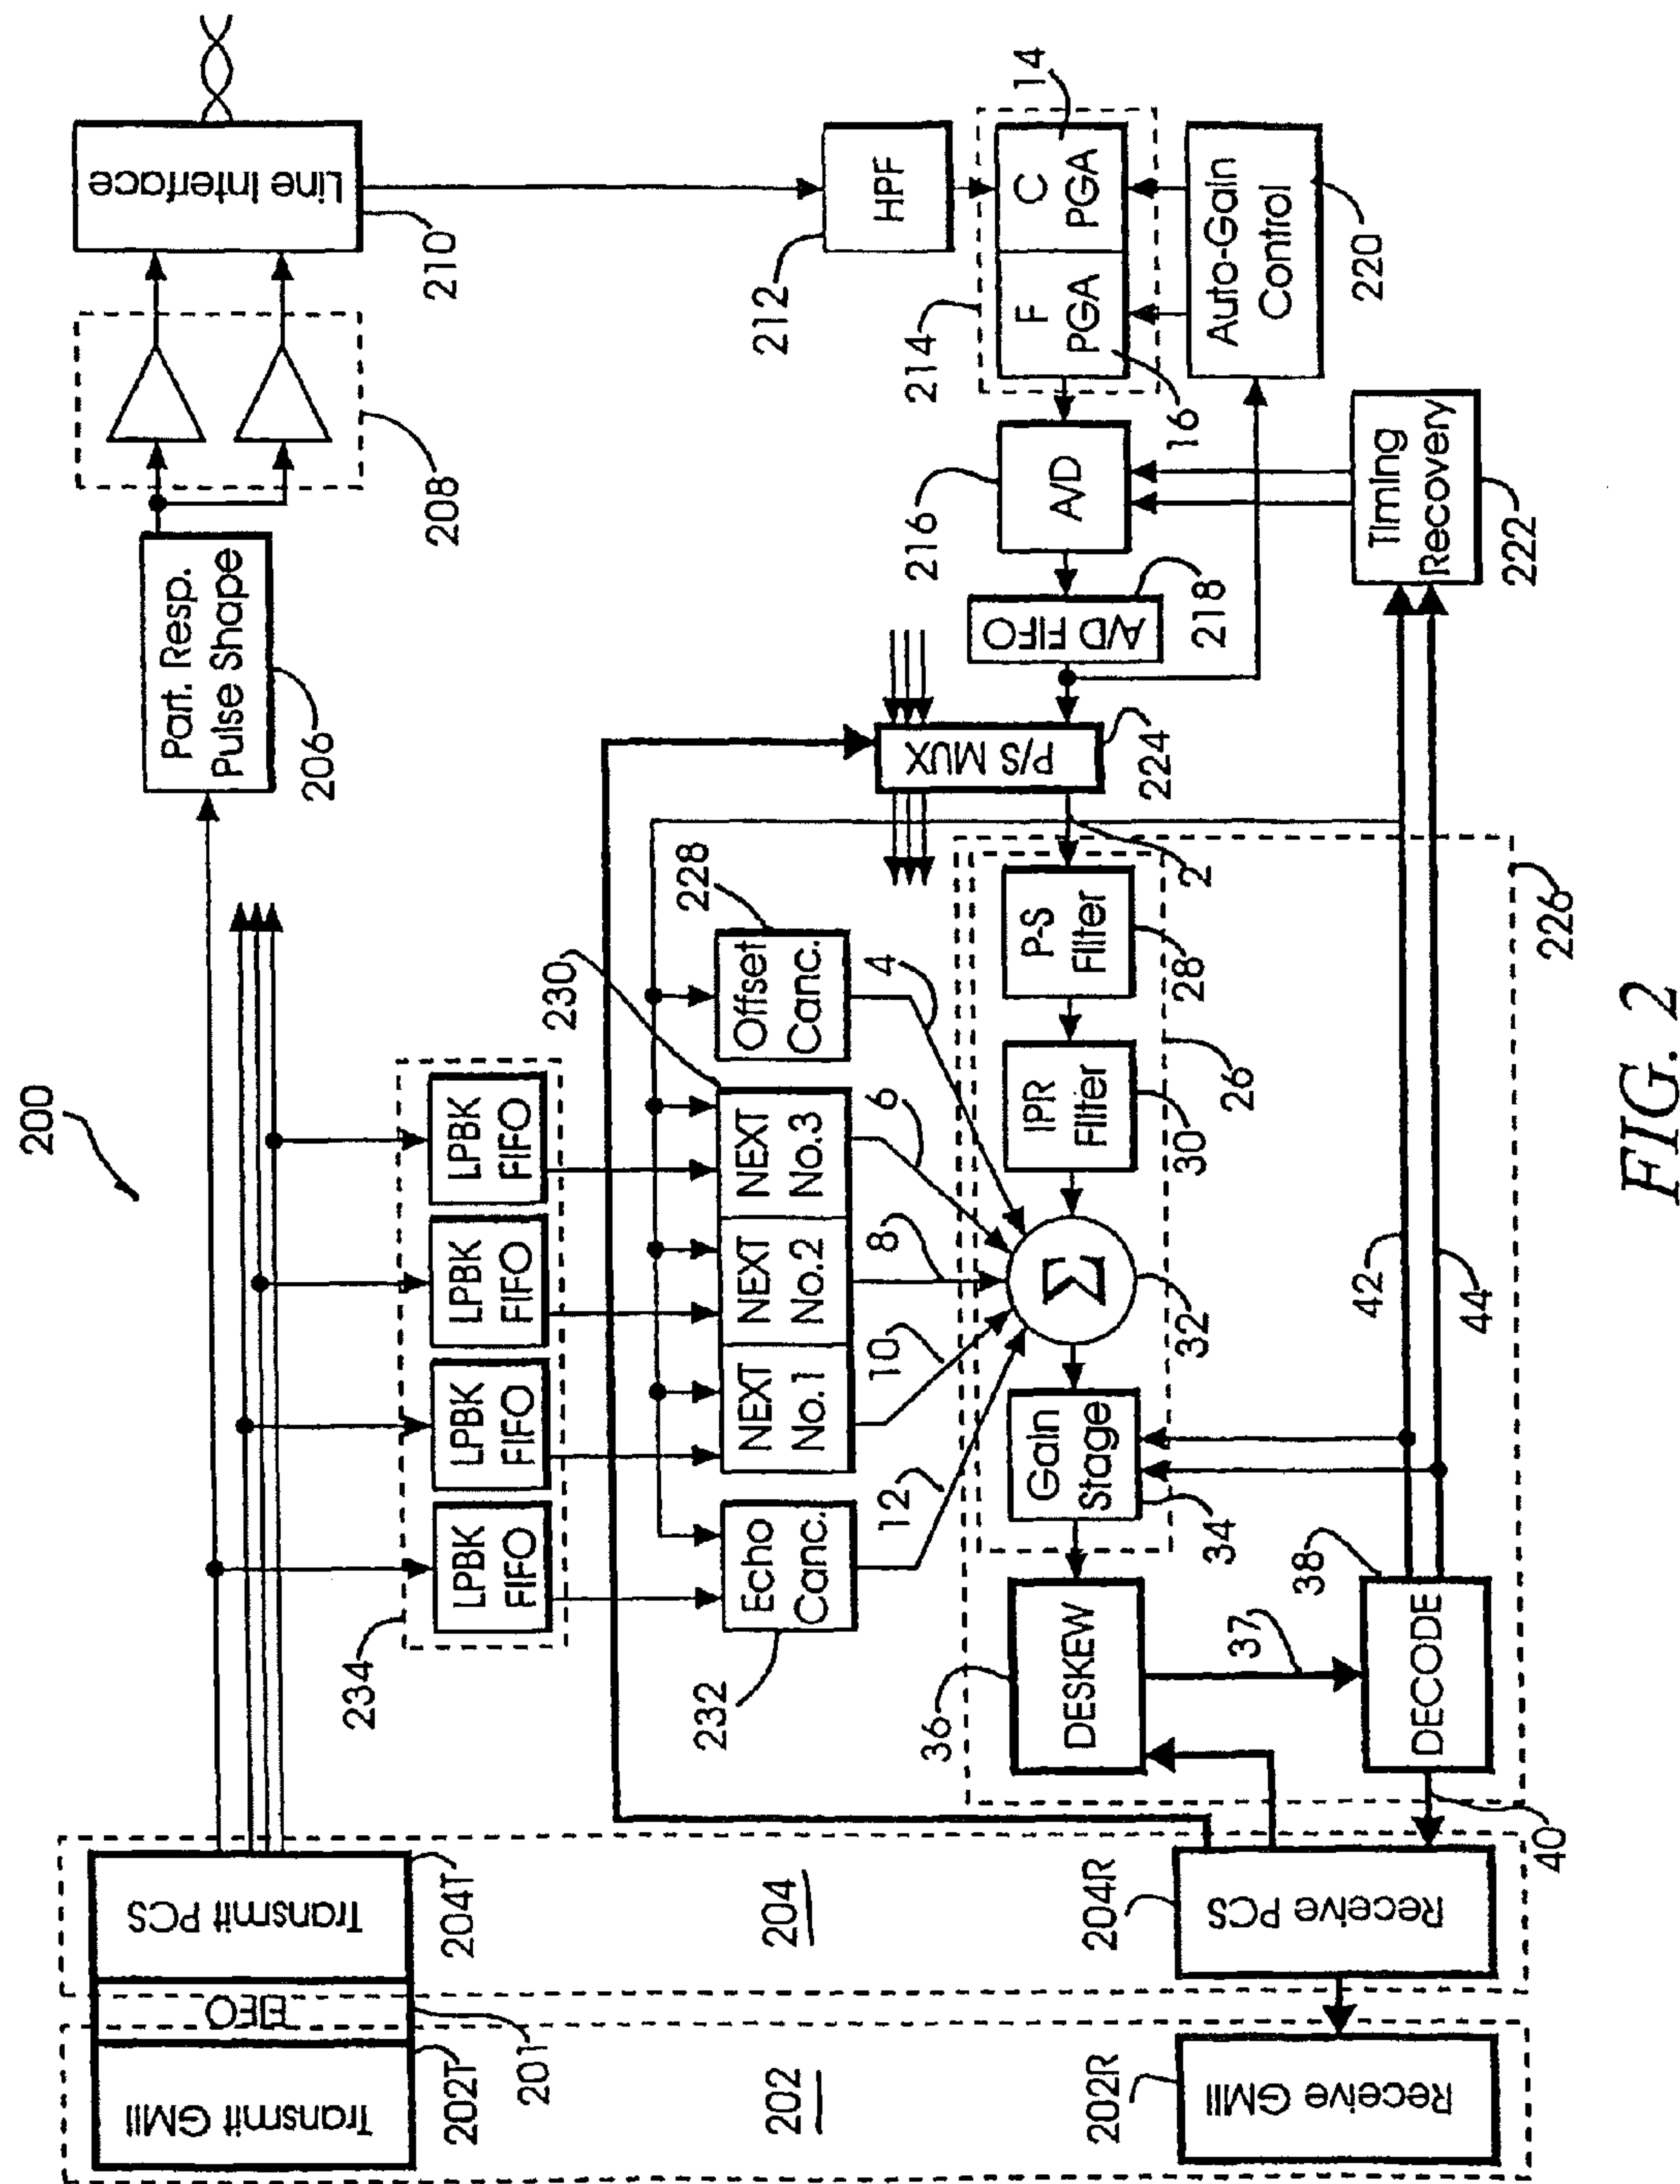 200
Transmit GMII
202T
FIFO
201
Transmit PCS
204T
Part. Resp.
Pulse Shape
206
208
Line Interface
210
234
LPBK
FIFO
LPBK
FIFO
LPBK
FIFO
LPBK
FIFO
230
228
232
Echo
Canc.
NEXT
No.1
NEXT
No.2
NEXT
No.3
Offset
Canc.
12
10
8
6
4
202
204
212
HPF
214
F
PGA
C
PGA
14
16
216
A/D
A/D FIFO
218
Auto-Gain
Control
220
P/S MUX
224
2
P-S
Filter
28
IPR
Filter
30
26
Σ
32
Gain
Stage
34
36
DESKEW
37
38
DECODE
40
42
44
Timing
Recovery
222
226
204R
Receive PCS
202R
Receive GMII
FIG. 2